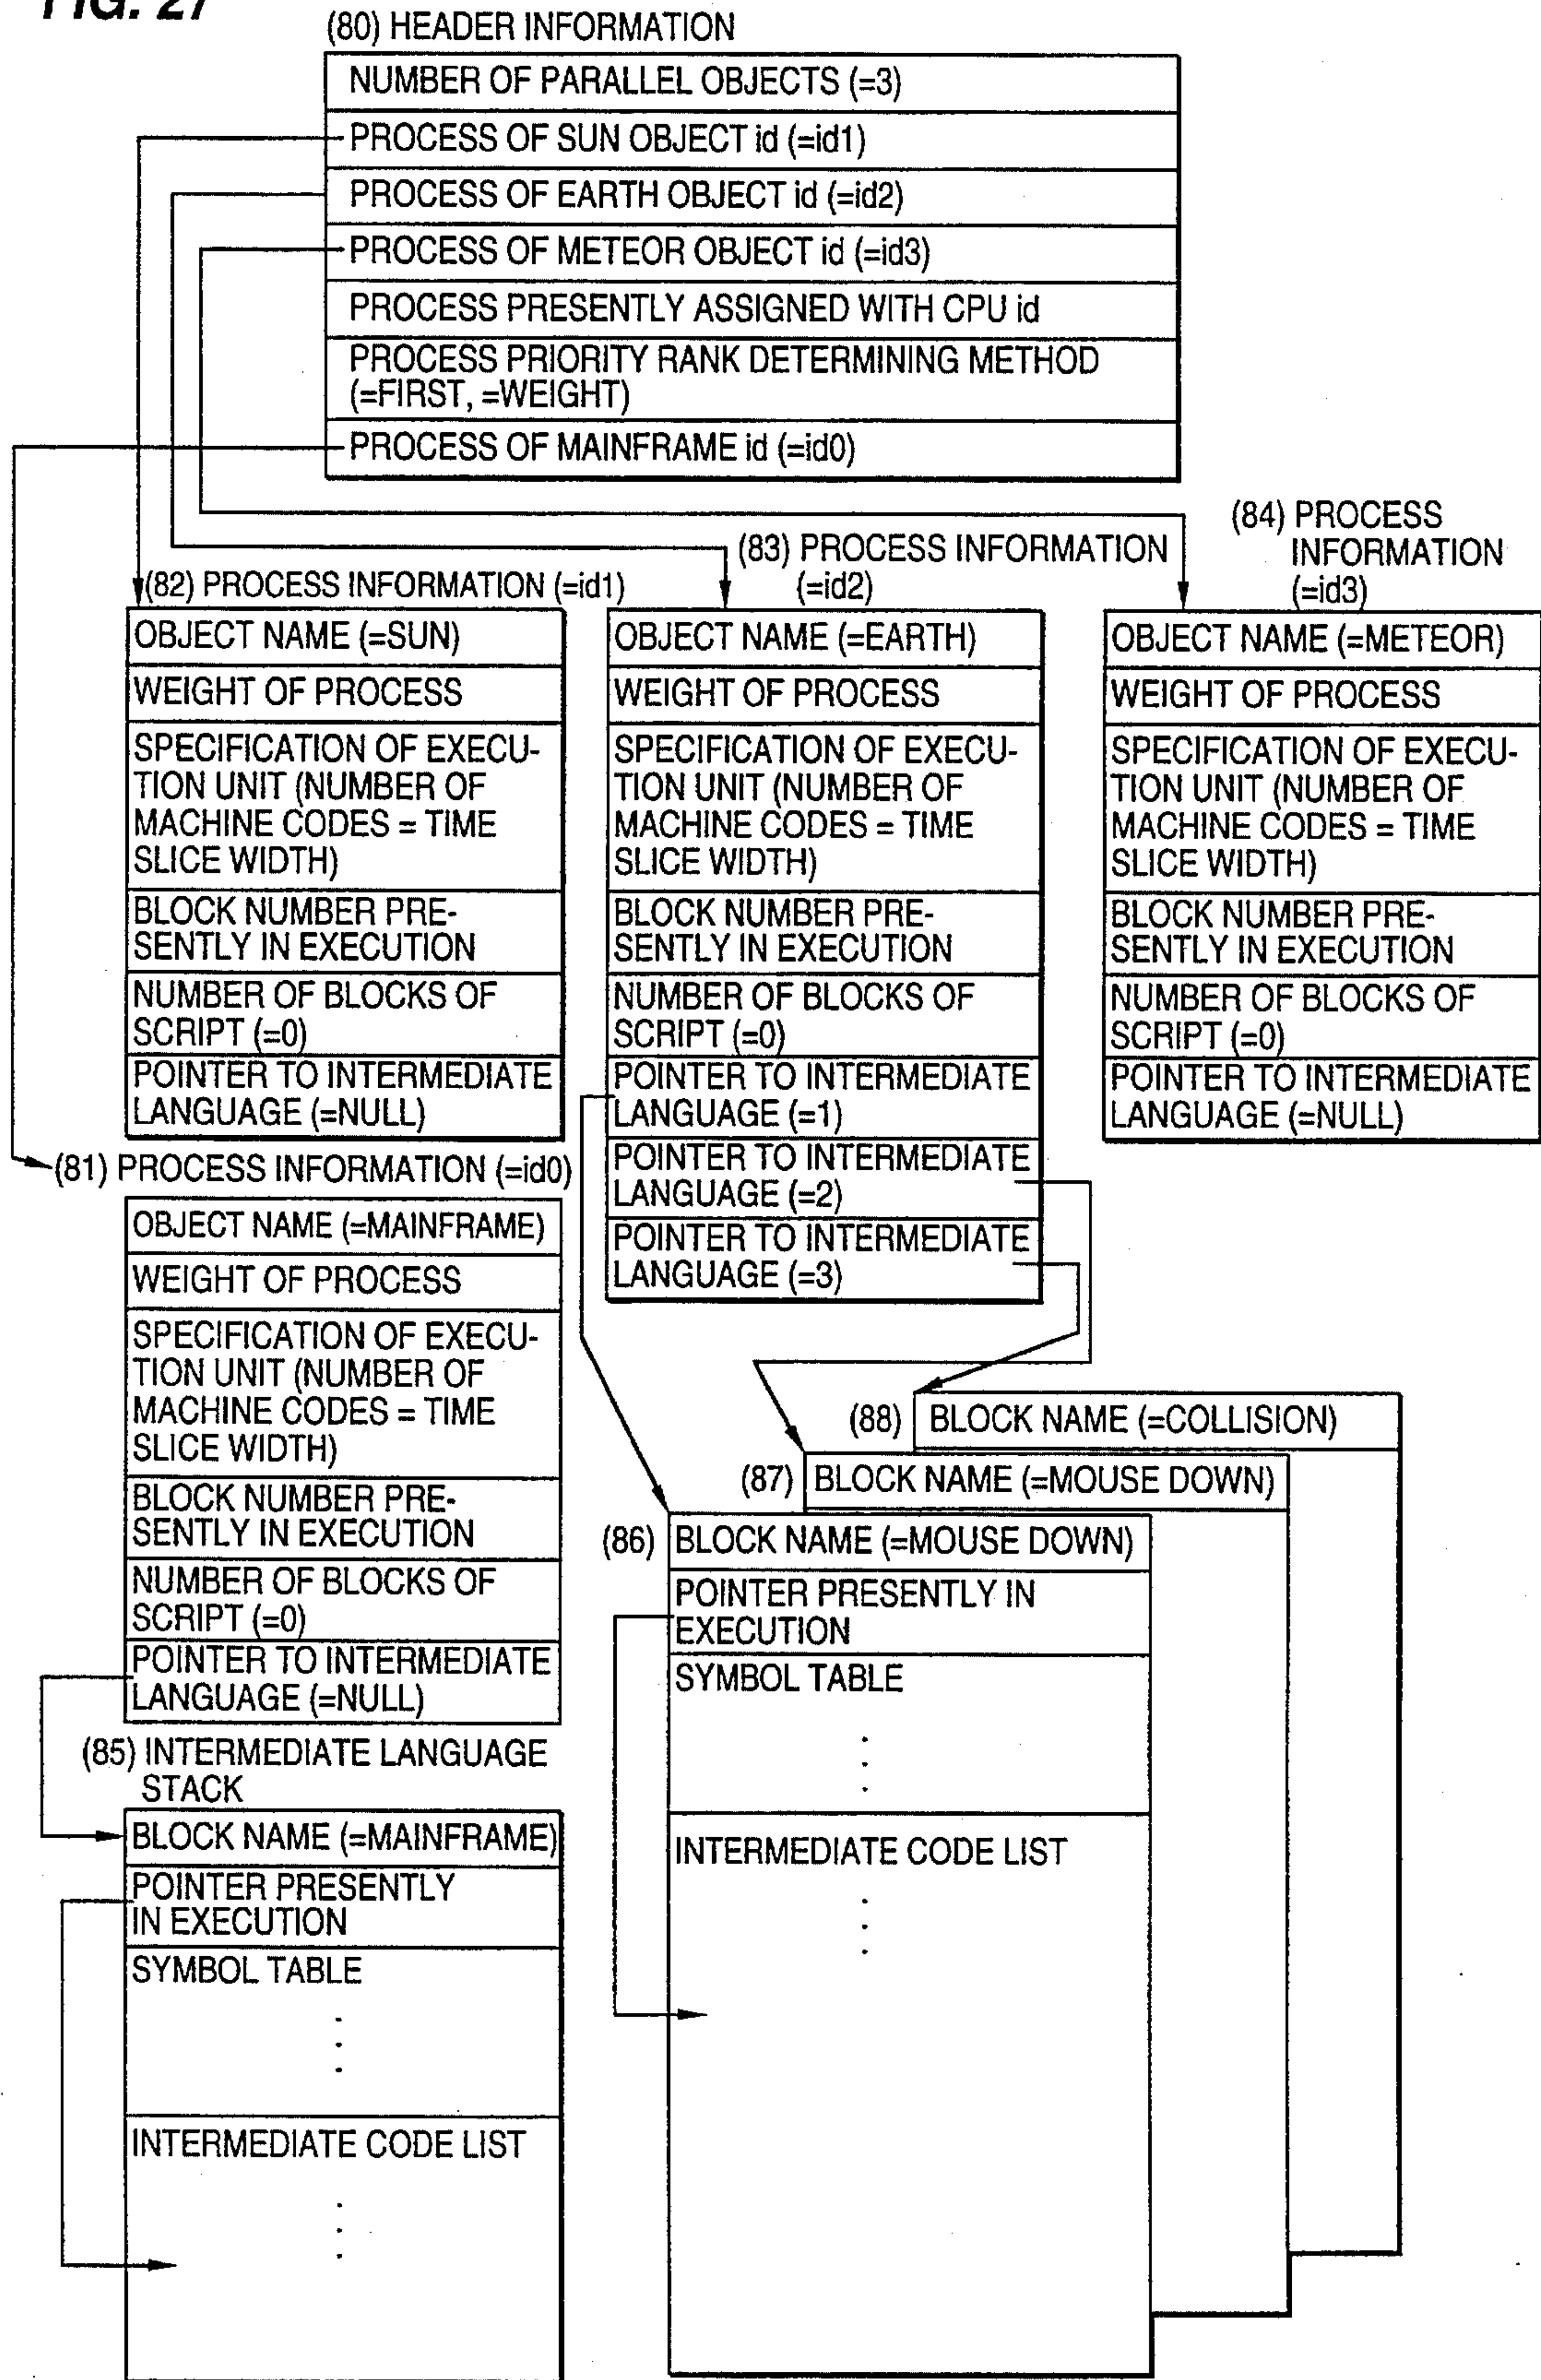 FIG. 27
(80) HEADER INFORMATION
NUMBER OF PARALLEL OBJECTS (=3)
PROCESS OF SUN OBJECT id (=id1)
PROCESS OF EARTH OBJECT id (=id2)
PROCESS OF METEOR OBJECT id (=id3)
PROCESS PRESENTLY ASSIGNED WITH CPU id
PROCESS PRIORITY RANK DETERMINING METHOD
(=FIRST, =WEIGHT)
PROCESS OF MAINFRAME id (=id0)
(82) PROCESS INFORMATION (=id1)
OBJECT NAME (=SUN)
WEIGHT OF PROCESS
SPECIFICATION OF EXECU-
TION UNIT (NUMBER OF
MACHINE CODES = TIME
SLICE WIDTH)
BLOCK NUMBER PRE-
SENTLY IN EXECUTION
NUMBER OF BLOCKS OF
SCRIPT (=0)
POINTER TO INTERMEDIATE
LANGUAGE (=NULL)
(83) PROCESS INFORMATION
(=id2)
OBJECT NAME (=EARTH)
WEIGHT OF PROCESS
SPECIFICATION OF EXECU-
TION UNIT (NUMBER OF
MACHINE CODES = TIME
SLICE WIDTH)
BLOCK NUMBER PRE-
SENTLY IN EXECUTION
NUMBER OF BLOCKS OF
SCRIPT (=0)
POINTER TO INTERMEDIATE
LANGUAGE (=1)
POINTER TO INTERMEDIATE
LANGUAGE (=2)
POINTER TO INTERMEDIATE
LANGUAGE (=3)
(84) PROCESS
INFORMATION
(=id3)
OBJECT NAME (=METEOR)
WEIGHT OF PROCESS
SPECIFICATION OF EXECU-
TION UNIT (NUMBER OF
MACHINE CODES = TIME
SLICE WIDTH)
BLOCK NUMBER PRE-
SENTLY IN EXECUTION
NUMBER OF BLOCKS OF
SCRIPT (=0)
POINTER TO INTERMEDIATE
LANGUAGE (=NULL)
(81) PROCESS INFORMATION (=id0)
OBJECT NAME (=MAINFRAME)
WEIGHT OF PROCESS
SPECIFICATION OF EXECU-
TION UNIT (NUMBER OF
MACHINE CODES = TIME
SLICE WIDTH)
BLOCK NUMBER PRE-
SENTLY IN EXECUTION
NUMBER OF BLOCKS OF
SCRIPT (=0)
POINTER TO INTERMEDIATE
LANGUAGE (=NULL)
(85) INTERMEDIATE LANGUAGE
STACK
BLOCK NAME (=MAINFRAME)
POINTER PRESENTLY
IN EXECUTION
SYMBOL TABLE
INTERMEDIATE CODE LIST
(88) BLOCK NAME (=COLLISION)
(87) BLOCK NAME (=MOUSE DOWN)
(86) BLOCK NAME (=MOUSE DOWN)
POINTER PRESENTLY IN
EXECUTION
SYMBOL TABLE
INTERMEDIATE CODE LIST